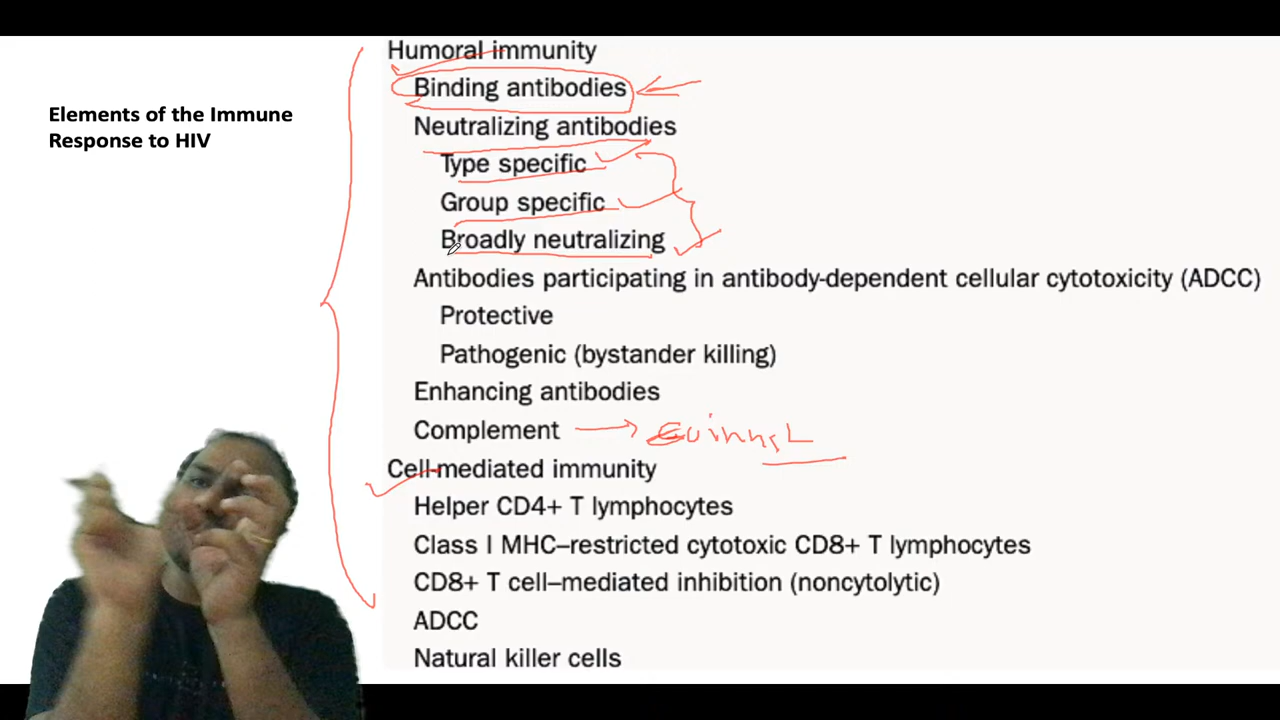 Elements of the Immune
Response to HIV
Humoral immunity
Binding antibodies
Neutralizing antibodies
Type specific
Group specific
Broadly neutralizing
Antibodies participating in antibody-dependent cellular cytotoxicity (ADCC)
Protective
Pathogenic (bystander killing)
Enhancing antibodies
Complement
Cell-mediated immunity
Helper CD4+ T lymphocytes
Class I MHC–restricted cytotoxic CD8+ T lymphocytes
CD8+ T cell–mediated inhibition (noncytolytic)
ADCC
Natural killer cells